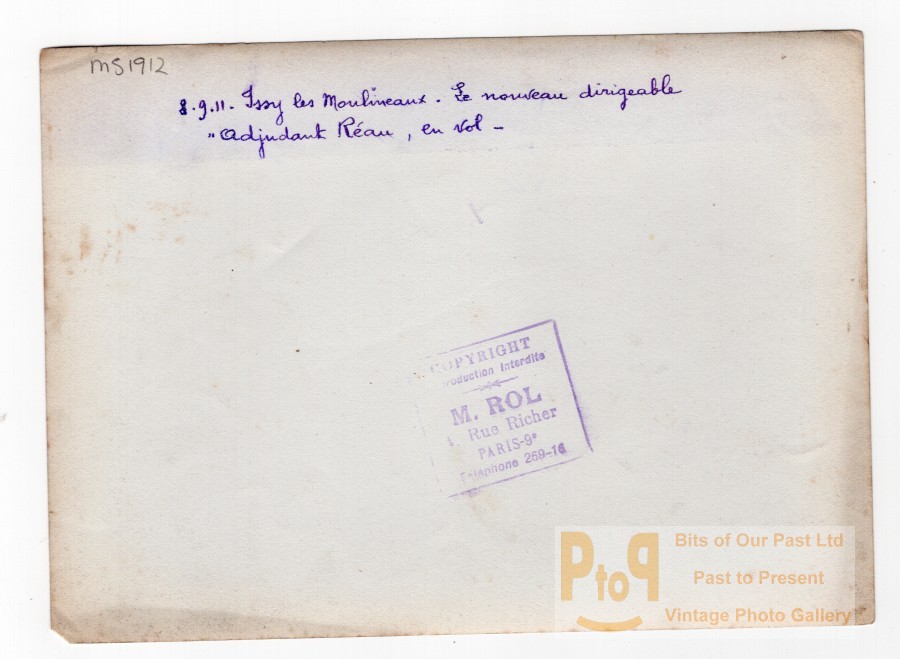 MS1912
8.9.11. Issy les Moulineaux. Le nouveau dirigeable
" Adjudant Réau, en vol -
COPYRIGHT
roduction Interdite
M. ROL
4, Rue Richer
PARIS-9e
Téléphone 269-16
PtoP
Bits of Our Past Ltd
Past to Present
Vintage Photo Gallery